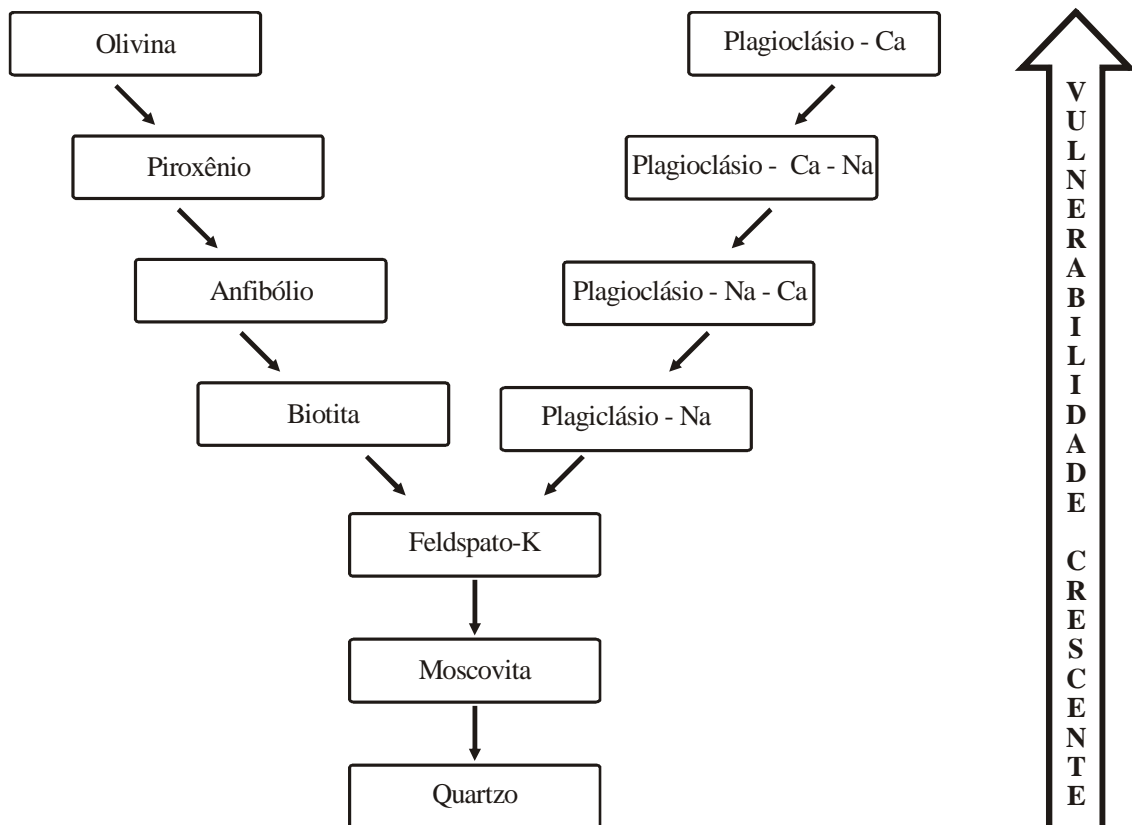 Olivina
Plagioclásio - Ca
Piroxênio
Plagioclásio - Ca - Na
Anfibólio
Plagioclásio - Na - Ca
Biotita
Plagiclásio - Na
Feldspato-K
Moscovita
Quartzo
VULNERABILIDADE CRESCENTE